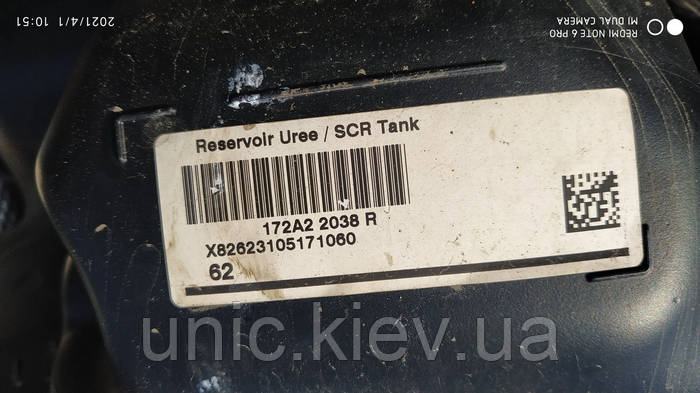 2021/4/1 10:51
REDMI NOTE 6 PRO
MI DUAL CAMERA
Reservoir Uree / SCR Tank
172A2 2038 R
X82623105171060
62
unic.kiev.ua